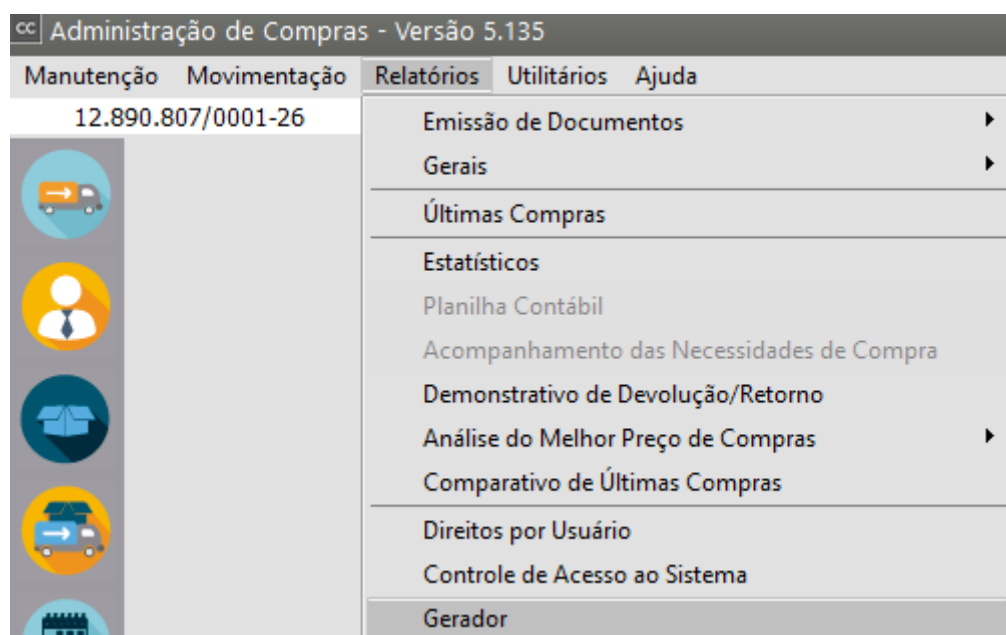 cc Administração de Compras - Versão 5.135
Manutenção Movimentação Relatórios Utilitários Ajuda
12.890.807/0001-26
Emissão de Documentos
Gerais
Últimas Compras
Estatísticos
Planilha Contábil
Acompanhamento das Necessidades de Compra
Demonstrativo de Devolução/Retorno
Análise do Melhor Preço de Compras
Comparativo de Últimas Compras
Direitos por Usuário
Controle de Acesso ao Sistema
Gerador